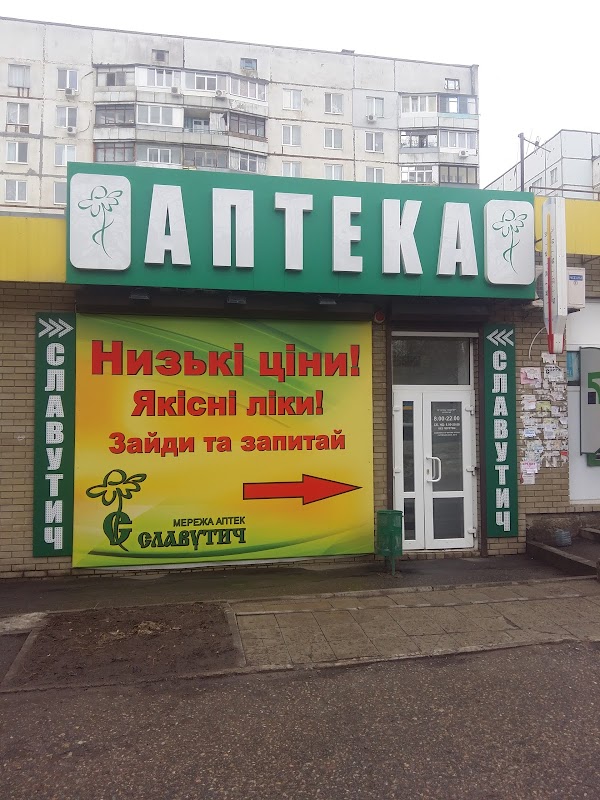 АПТЕКА
СЛАВУТИЧ
Низькі ціни!
Якісні ліки!
Зайди та запитай
МЕРЕЖА АПТЕК
СЛАВУТИЧ
8.00-22.00
СЛАВУТИЧ